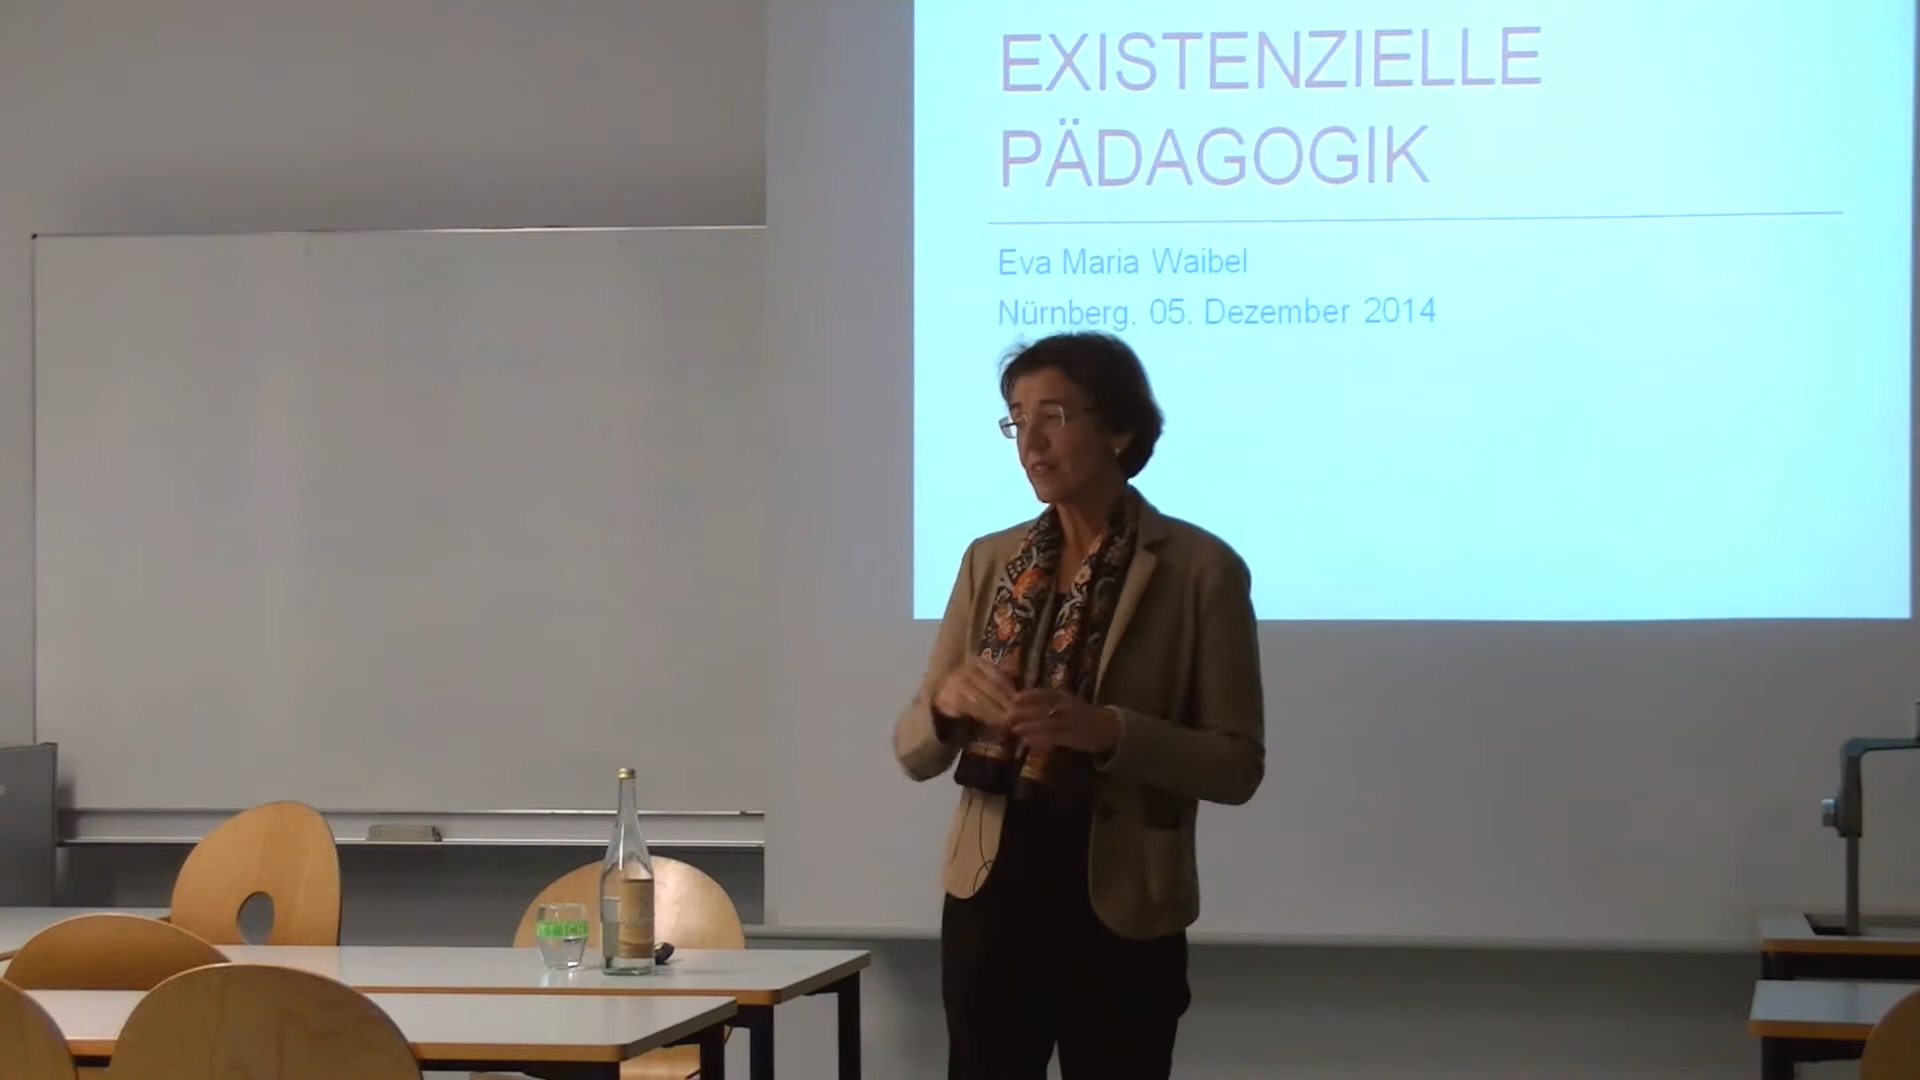 EXISTENZIELLE
PÄDAGOGIK
Eva Maria Waibel
Nürnberg, 05. Dezember 2014